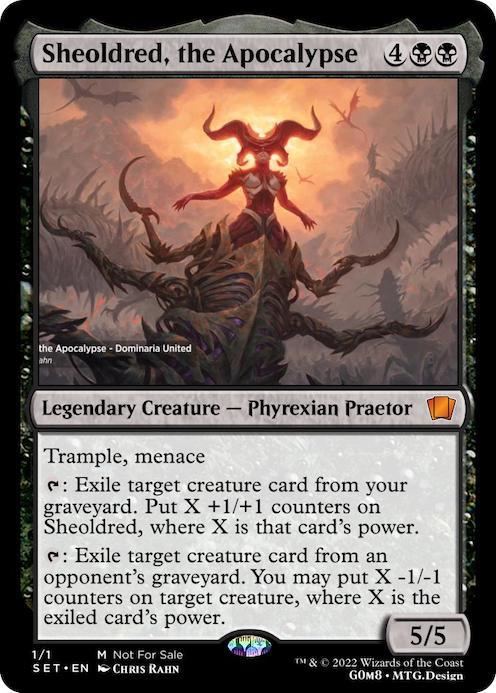 Sheoldred, the Apocalypse 4
the Apocalypse - Dominaria United
ahn
Legendary Creature — Phyrexian Praetor
Trample, menace
: Exile target creature card from your
graveyard. Put X +1/+1 counters on
Sheoldred, where X is that card's power.
: Exile target creature card from an
opponent's graveyard. You may put X -1/-1
counters on target creature, where X is the
exiled card's power.
5/5
1/1 M Not For Sale
SET • EN Chris Rahn
™ & © 2022 Wizards of the Coast
G0M8 • MTG.Design